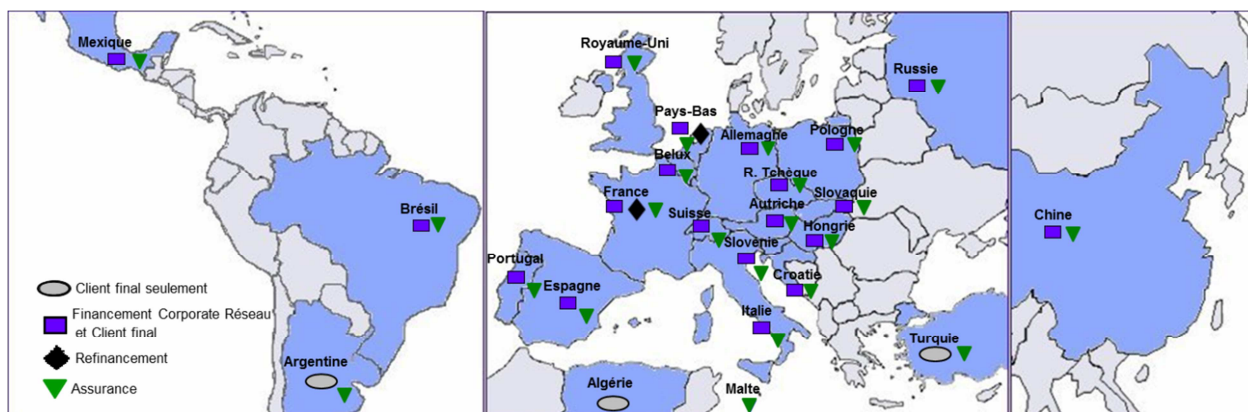 Mexique
Brésil
Client final seulement
Financement Corporate Réseau
et Client final
Refinancement
Assurance
Argentine
Royaume-Uni
Russie
Pays-Bas
Allemagne
Pologne
Belux
R. Tchèque
France
Slovaquie
Autriche
Suisse
Hongrie
Slovénie
Portugal
Croatie
Espagne
Italie
Turquie
Algérie
Malte
Chine